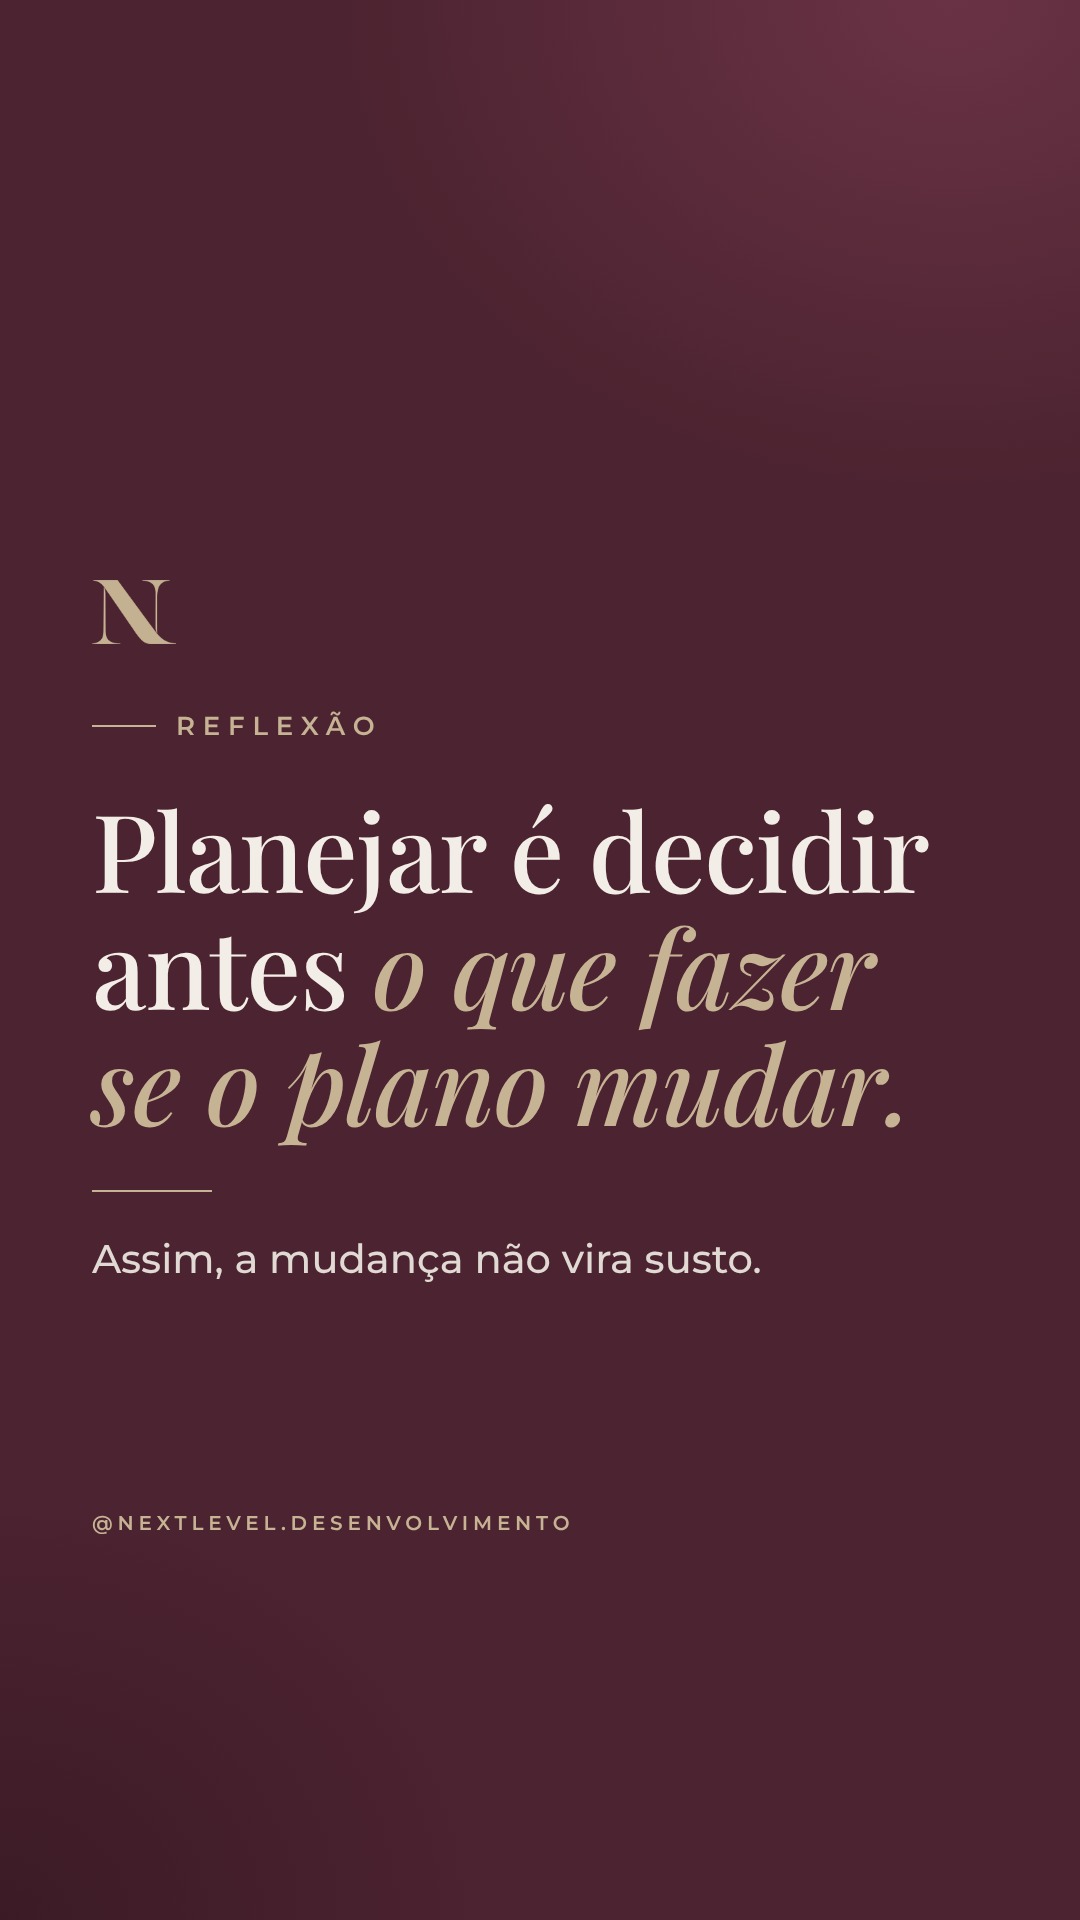 N
REFLEXÃO
Planejar é decidir
antes o que fazer
se o plano mudar.
Assim, a mudança não vira susto.
@NEXTLEVEL.DESENVOLVIMENTO